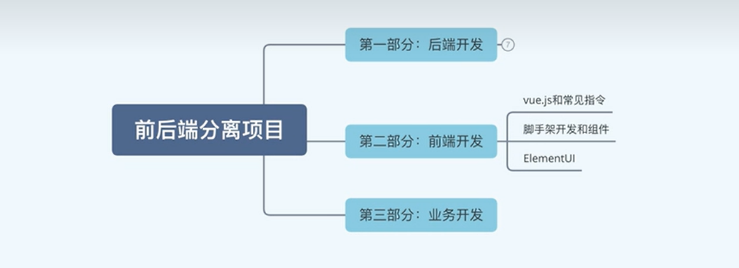 第一部分：后端开发
7
vue.js和常见指令
前后端分离项目
第二部分：前端开发
脚手架开发和组件
ElementUI
第三部分：业务开发